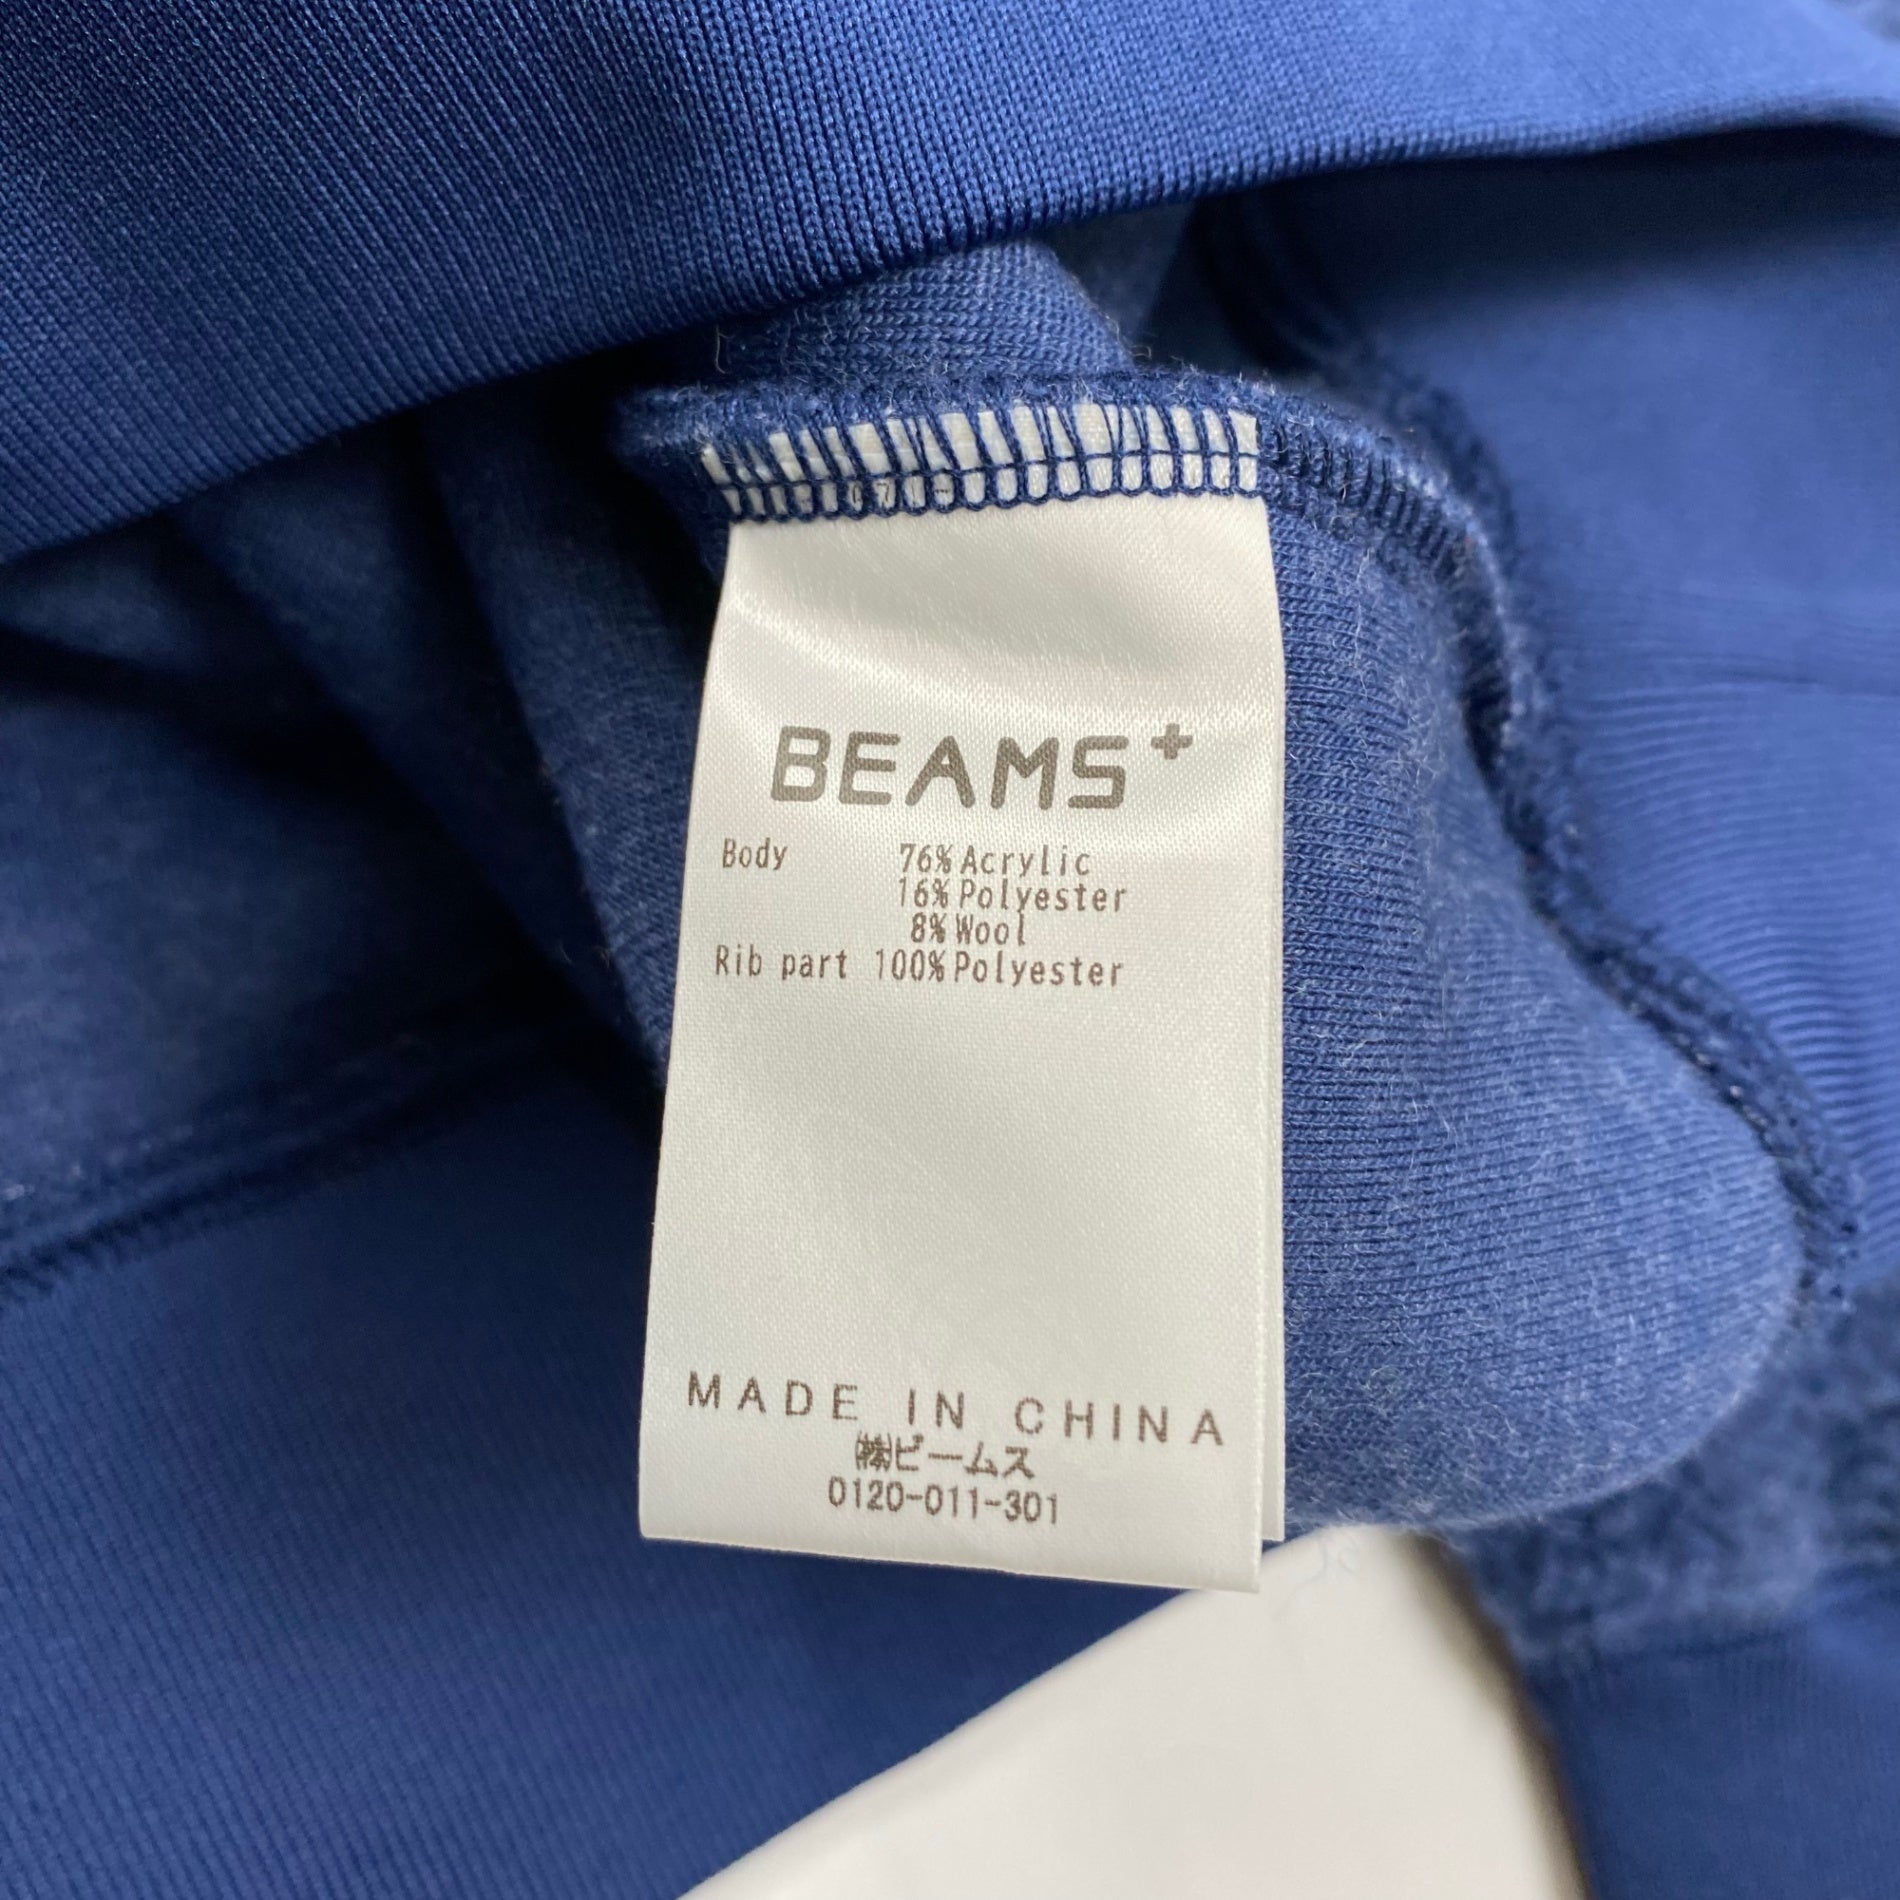 BEAMS+
Body 76% Acrylic
16% Polyester
8% Wool
Rib part 100% Polyester
MADE IN CHINA
㈱ビームス
0120-011-301